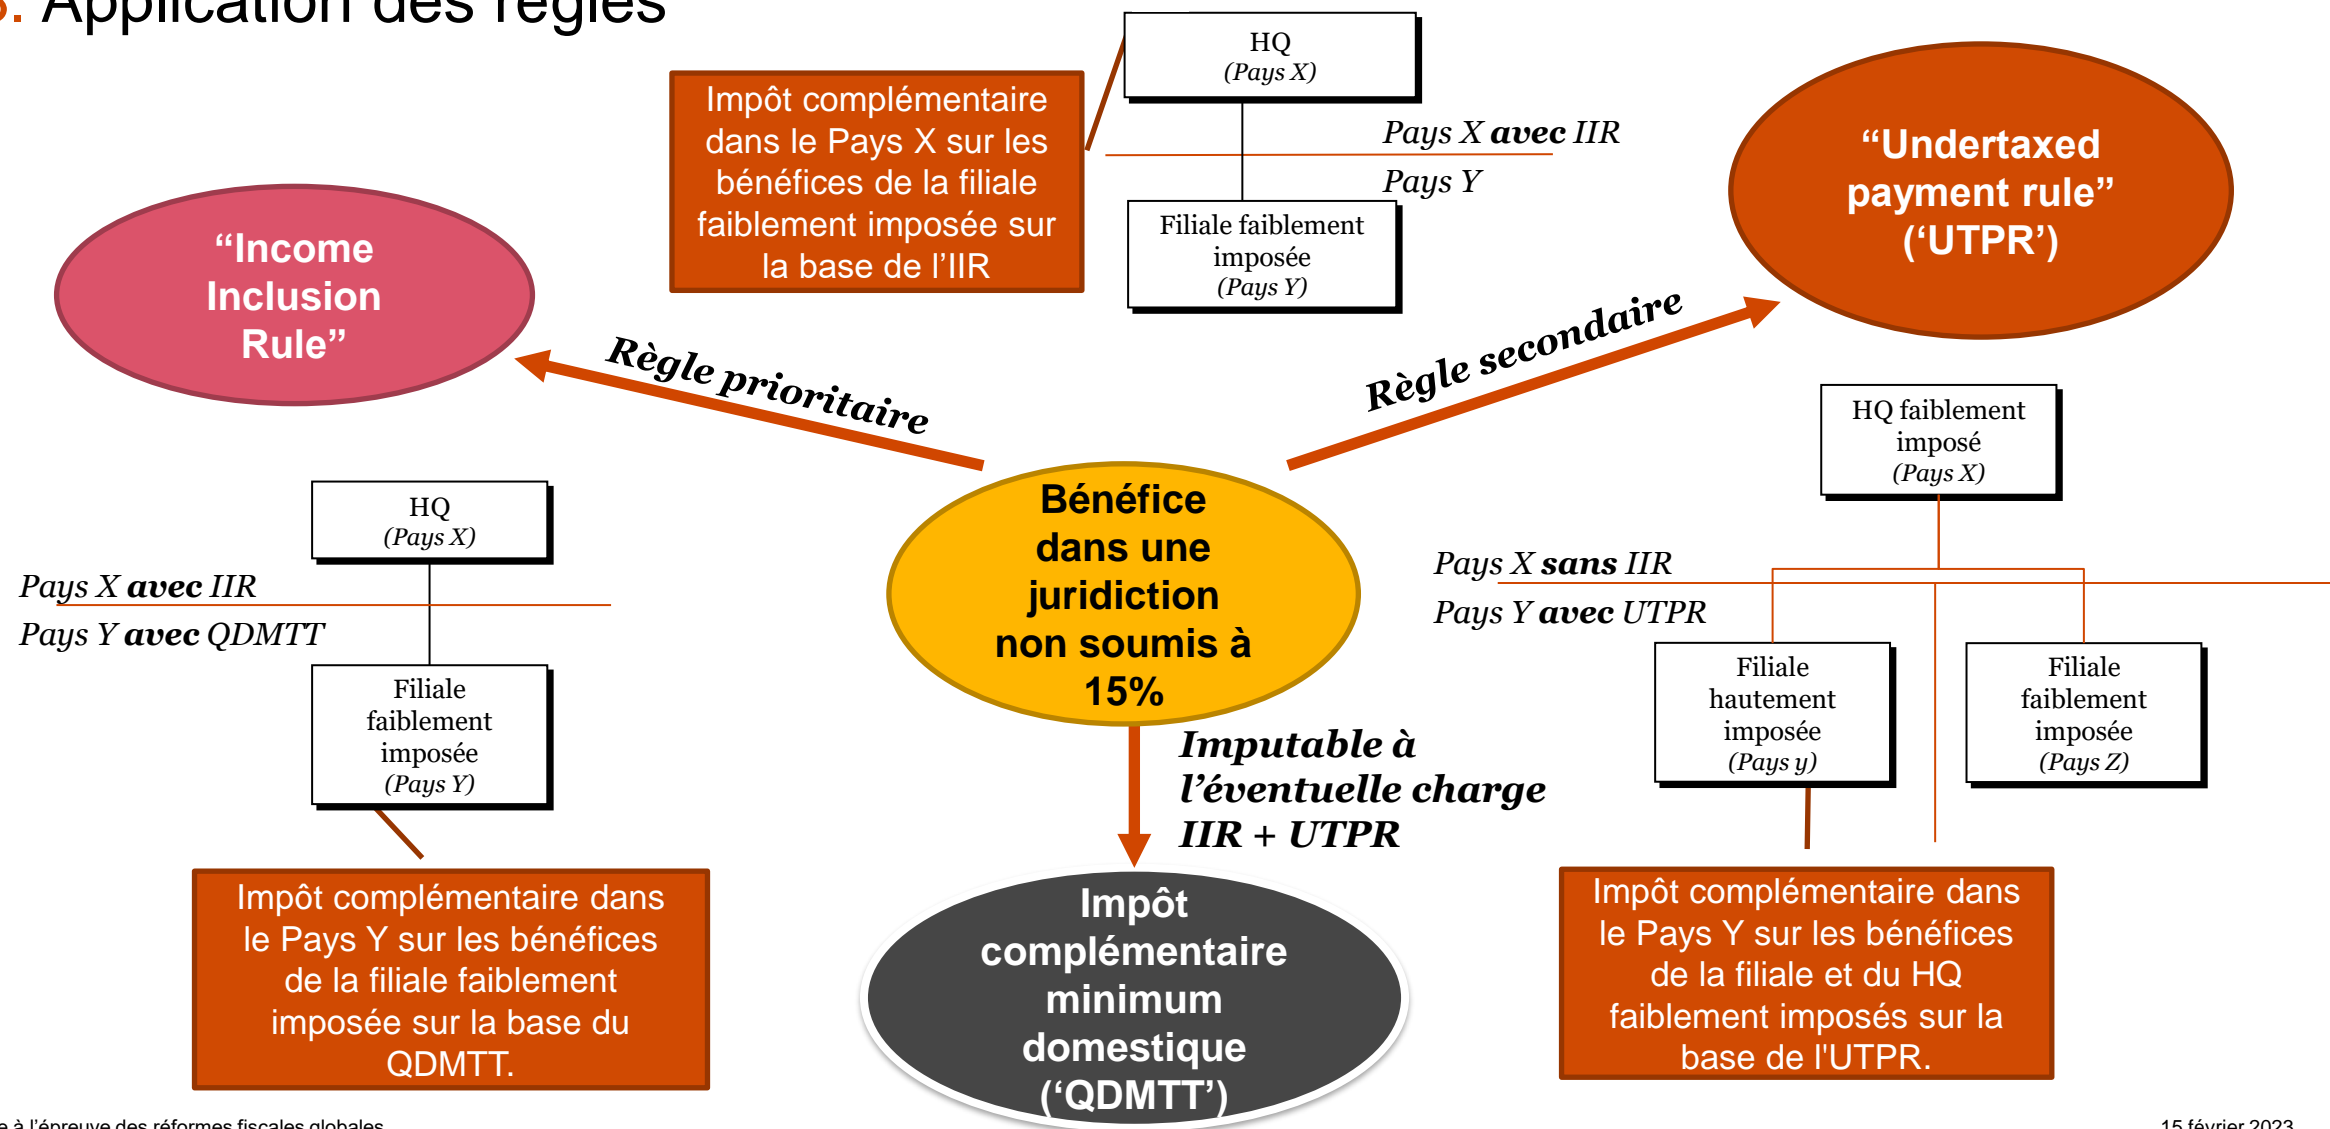 3. Application des règles
HQ
(Pays X)
Impôt complémentaire
dans le Pays X sur les
bénéfices de la filiale
faiblement imposée sur
la base de l’IIR
Pays X avec IIR
Pays Y
Filiale faiblement
imposée
(Pays Y)
“Undertaxed
payment rule”
(‘UTPR’)
“Income
Inclusion
Rule”
Règle prioritaire
Règle secondaire
HQ faiblement
imposé
(Pays X)
Bénéfice
dans une
juridiction
non soumis à
15%
HQ
(Pays X)
Pays X avec IIR
Pays Y avec QDMTT
Filiale
faiblement
imposée
(Pays Y)
Pays X sans IIR
Pays Y avec UTPR
Filiale
hautement
imposée
(Pays y)
Filiale
faiblement
imposée
(Pays Z)
Imputable à
l’éventuelle charge
IIR + UTPR
Impôt complémentaire dans
le Pays Y sur les bénéfices
de la filiale faiblement
imposée sur la base du
QDMTT.
Impôt
complémentaire
minimum
domestique
(‘QDMTT’)
Impôt complémentaire dans
le Pays Y sur les bénéfices
de la filiale et du HQ
faiblement imposés sur la
base de l'UTPR.
à l’épreuve des réformes fiscales globales
15 février 2023